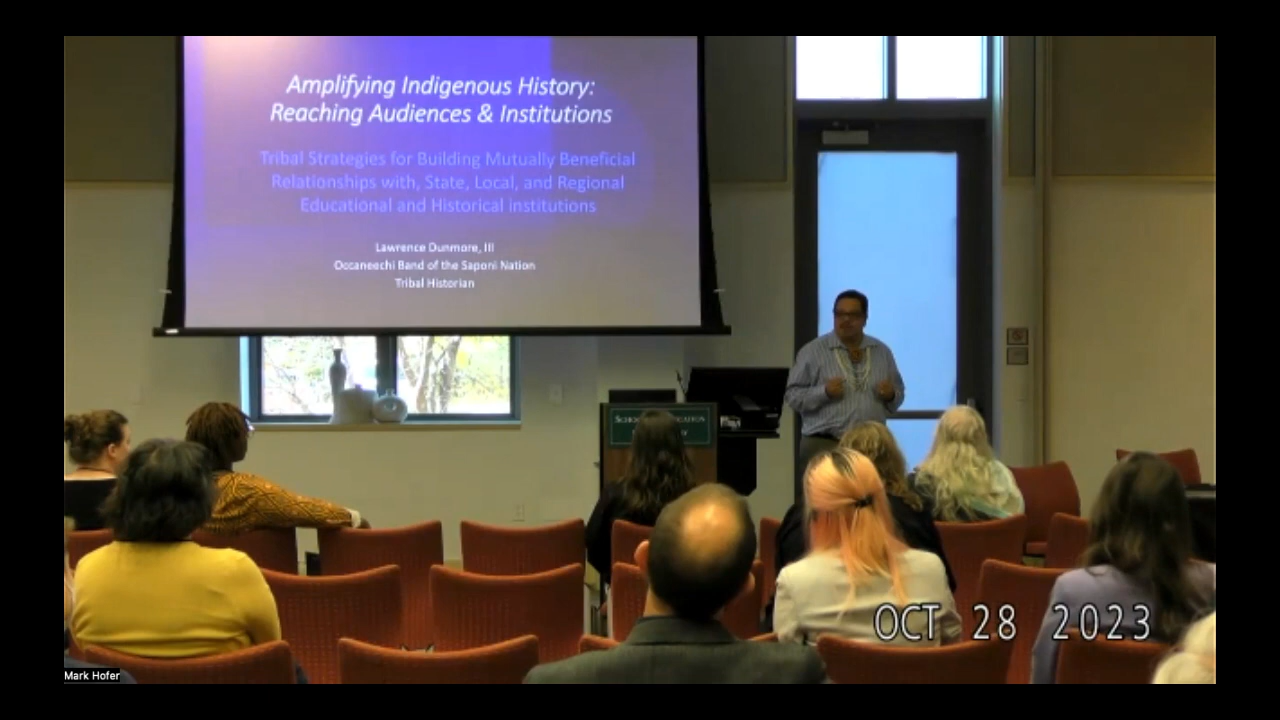 Amplifying Indigenous History:
Reaching Audiences & Institutions
Tribal Strategies for Building Mutually Beneficial
Relationships with, State, Local, and Regional
Educational and Historical institutions
Lawrence Dunmore, III
Occaneechi Band of the Saponi Nation
Tribal Historian
OCT 28 2023
Mark Hofer